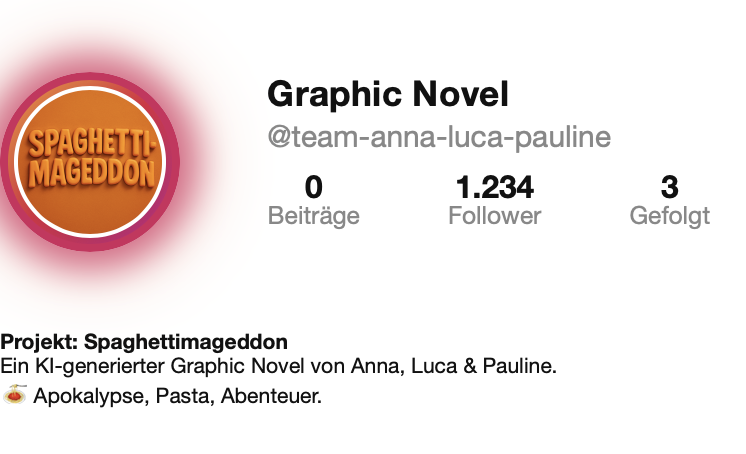 SPAGHETTI-
MAGEDDON
Graphic Novel
@team-anna-luca-pauline
0 1.234 3
Beiträge Follower Gefolgt
Projekt: Spaghettimageddon
Ein KI-generierter Graphic Novel von Anna, Luca & Pauline.
🍝 Apokalypse, Pasta, Abenteuer.